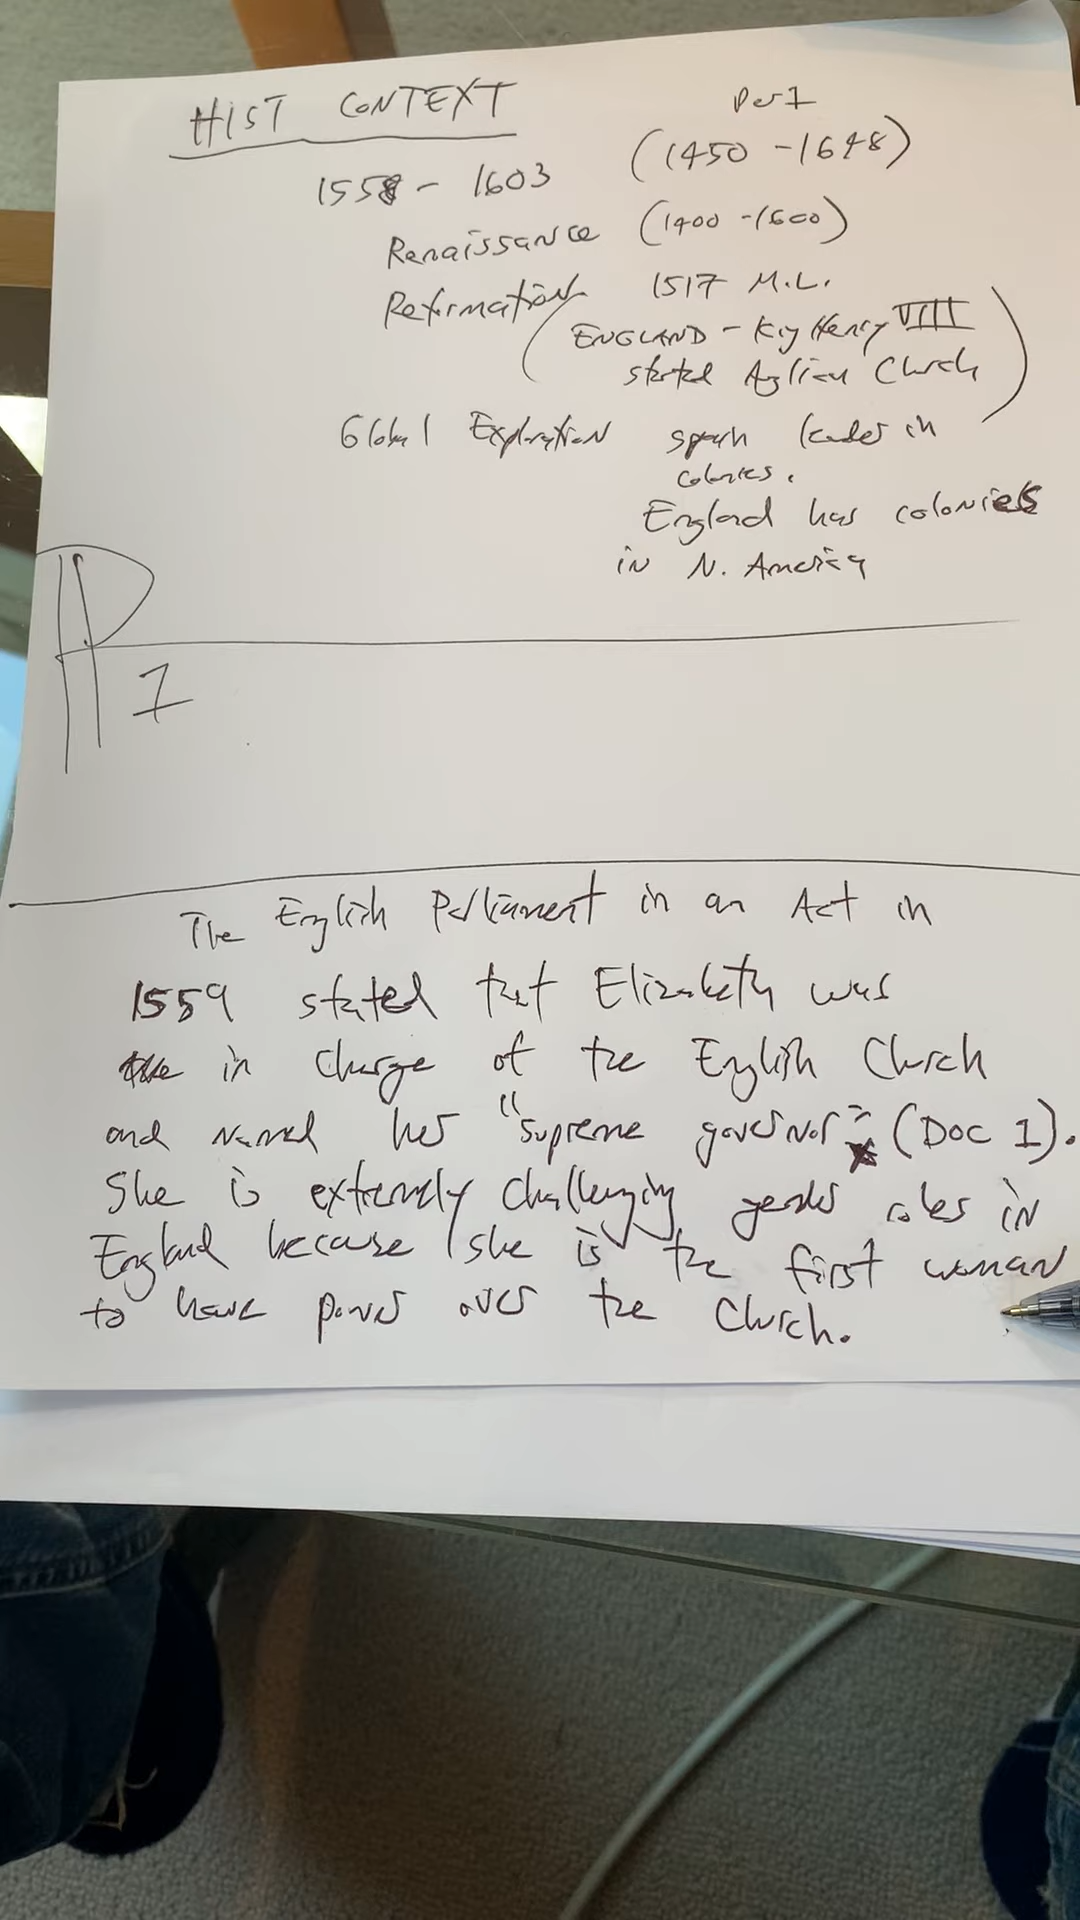 HIST CONTEXT
Per 1
(1450 - 1648)
1558 - 1603
Renaissance (1400 - 1600)
Reformation 1517 M.L.
(ENGLAND - King Henry VIII
started Anglican Church)
Global Exploration spain leader in
colonies.
England has colonies
in N. America
1
The English Parliament in an Act in
1559 stated that Elizabeth was
in charge of the English Church
and named her "supreme governor" (Doc 1).
She is extremely challenging gender roles in
England because she is the first woman
to have power over the Church.